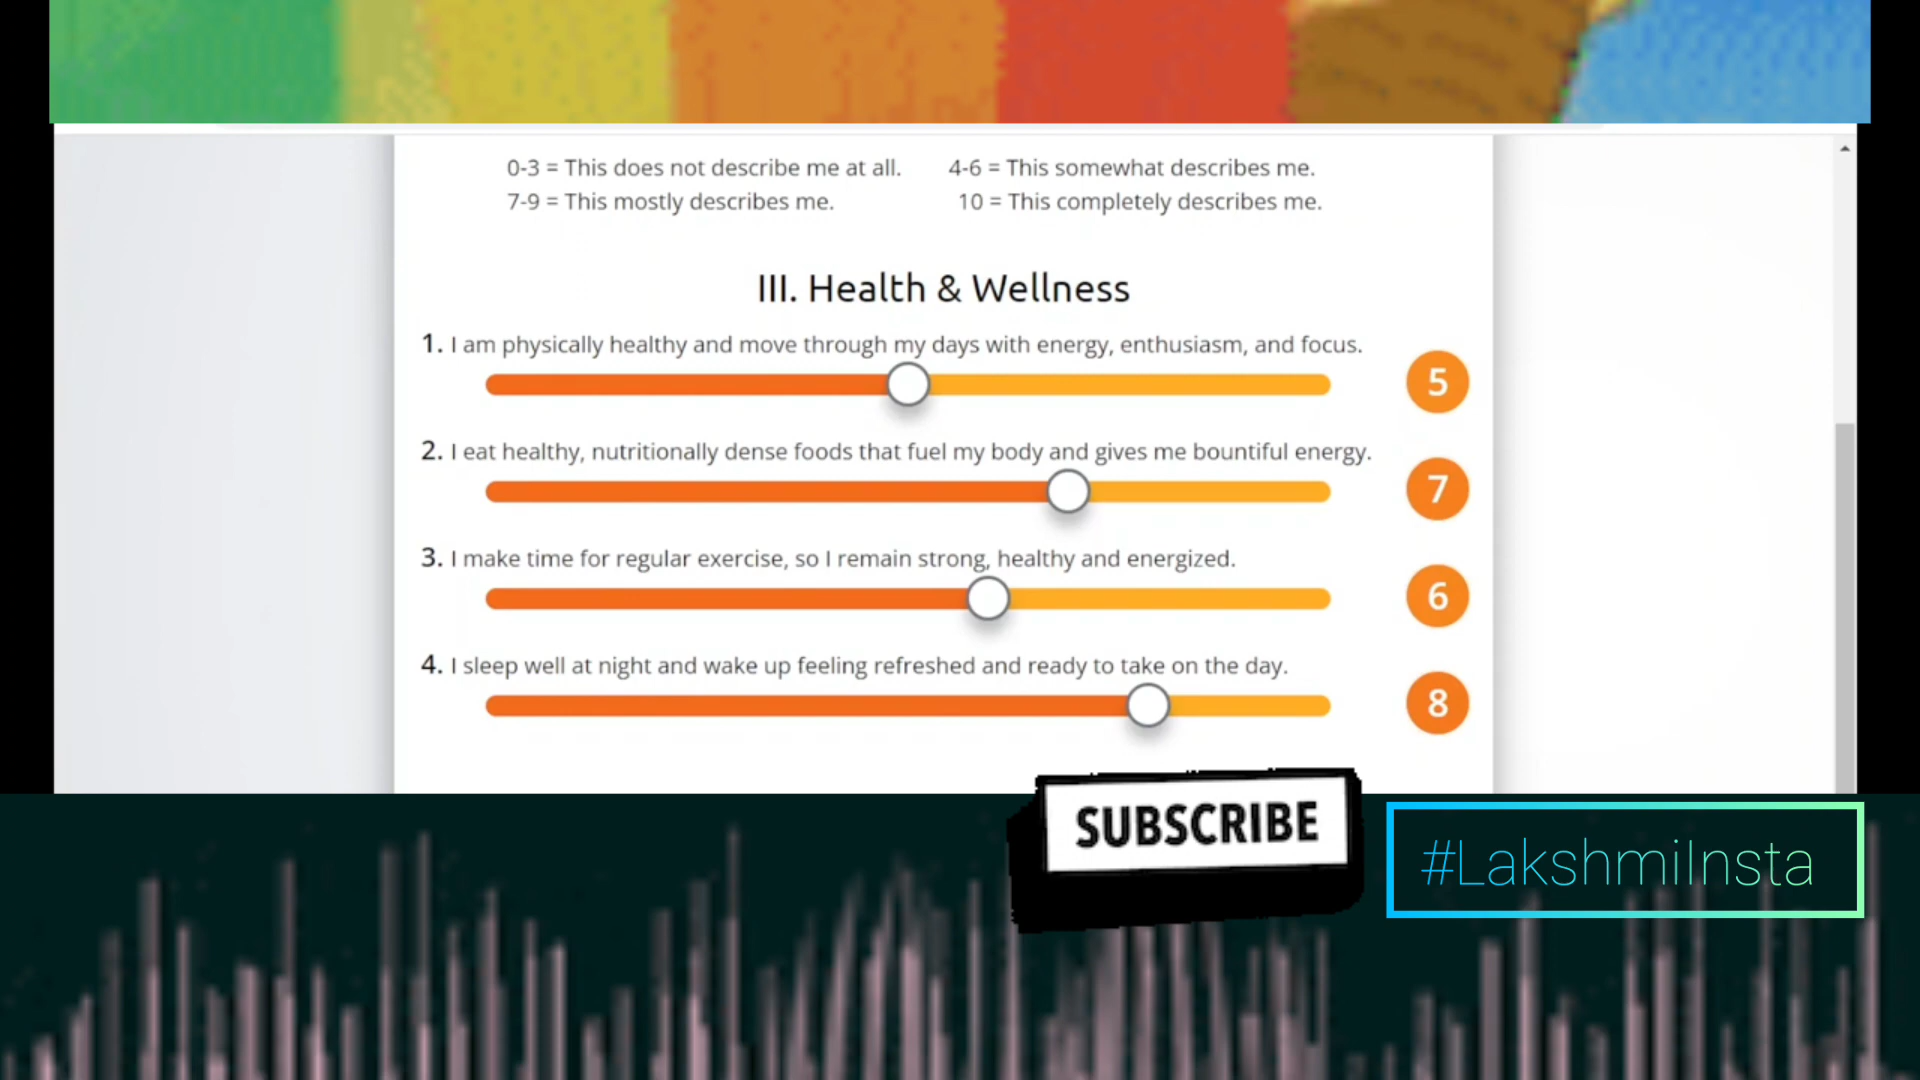 0-3 = This does not describe me at all. 4-6 = This somewhat describes me.
7-9 = This mostly describes me. 10 = This completely describes me.
III. Health & Wellness
1. I am physically healthy and move through my days with energy, enthusiasm, and focus.
5
2. I eat healthy, nutritionally dense foods that fuel my body and gives me bountiful energy.
7
3. I make time for regular exercise, so I remain strong, healthy and energized.
6
4. I sleep well at night and wake up feeling refreshed and ready to take on the day.
8
SUBSCRIBE
#LakshmiInsta